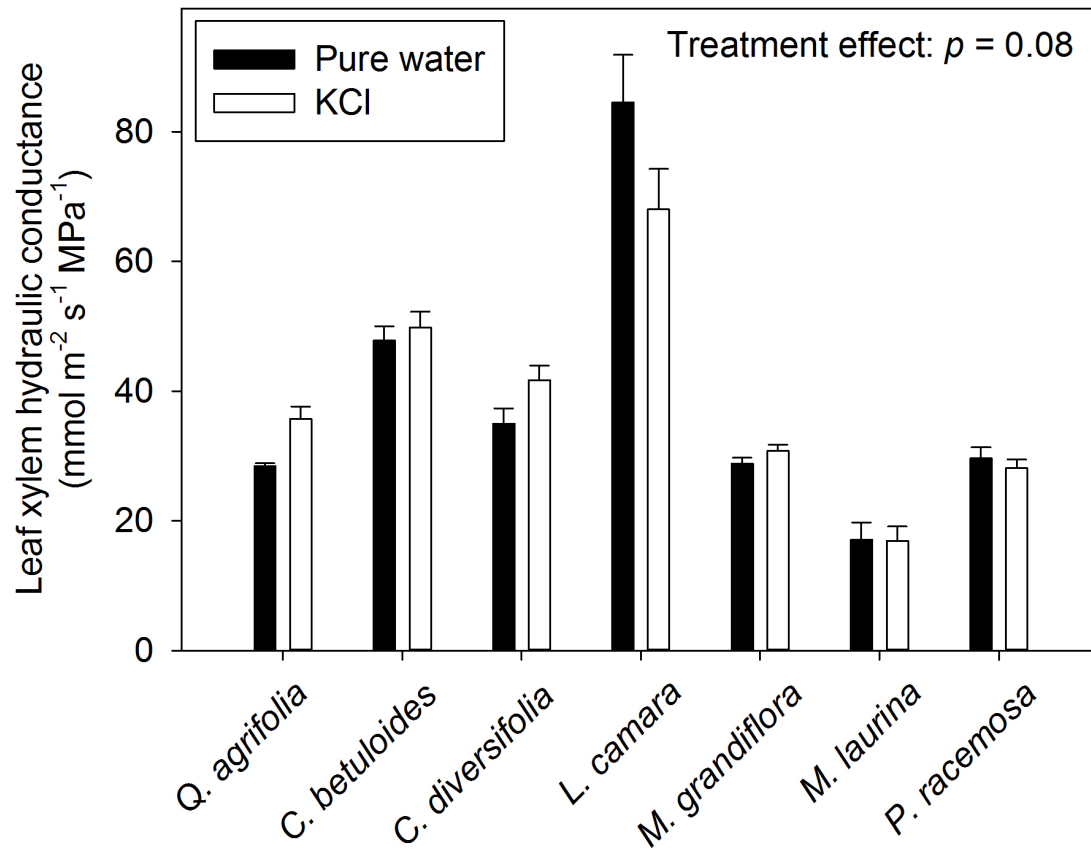 Leaf xylem hydraulic conductance
(mmol m⁻² s⁻¹ MPa⁻¹)
Pure water
KCl
Treatment effect: p = 0.08
80
60
40
20
0
Q. agrifolia
C. betuloides
C. diversifolia
L. camara
M. grandiflora
M. laurina
P. racemosa